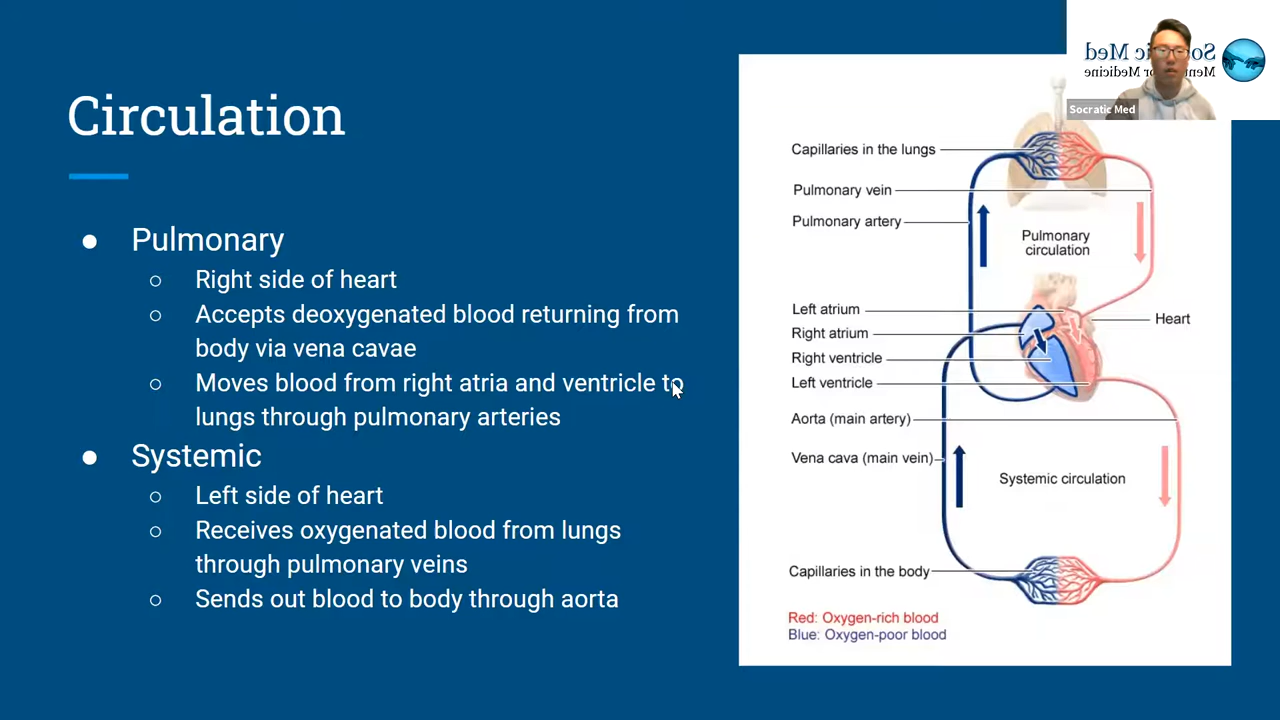 Circulation
● Pulmonary
○ Right side of heart
○ Accepts deoxygenated blood returning from
body via vena cavae
○ Moves blood from right atria and ventricle to
lungs through pulmonary arteries
● Systemic
○ Left side of heart
○ Receives oxygenated blood from lungs
through pulmonary veins
○ Sends out blood to body through aorta
Med
Medicine
Socratic Med
Capillaries in the lungs
Pulmonary vein
Pulmonary artery
Pulmonary
circulation
Left atrium
Right atrium
Heart
Right ventricle
Left ventricle
Aorta (main artery)
Vena cava (main vein)
Systemic circulation
Capillaries in the body
Red: Oxygen-rich blood
Blue: Oxygen-poor blood